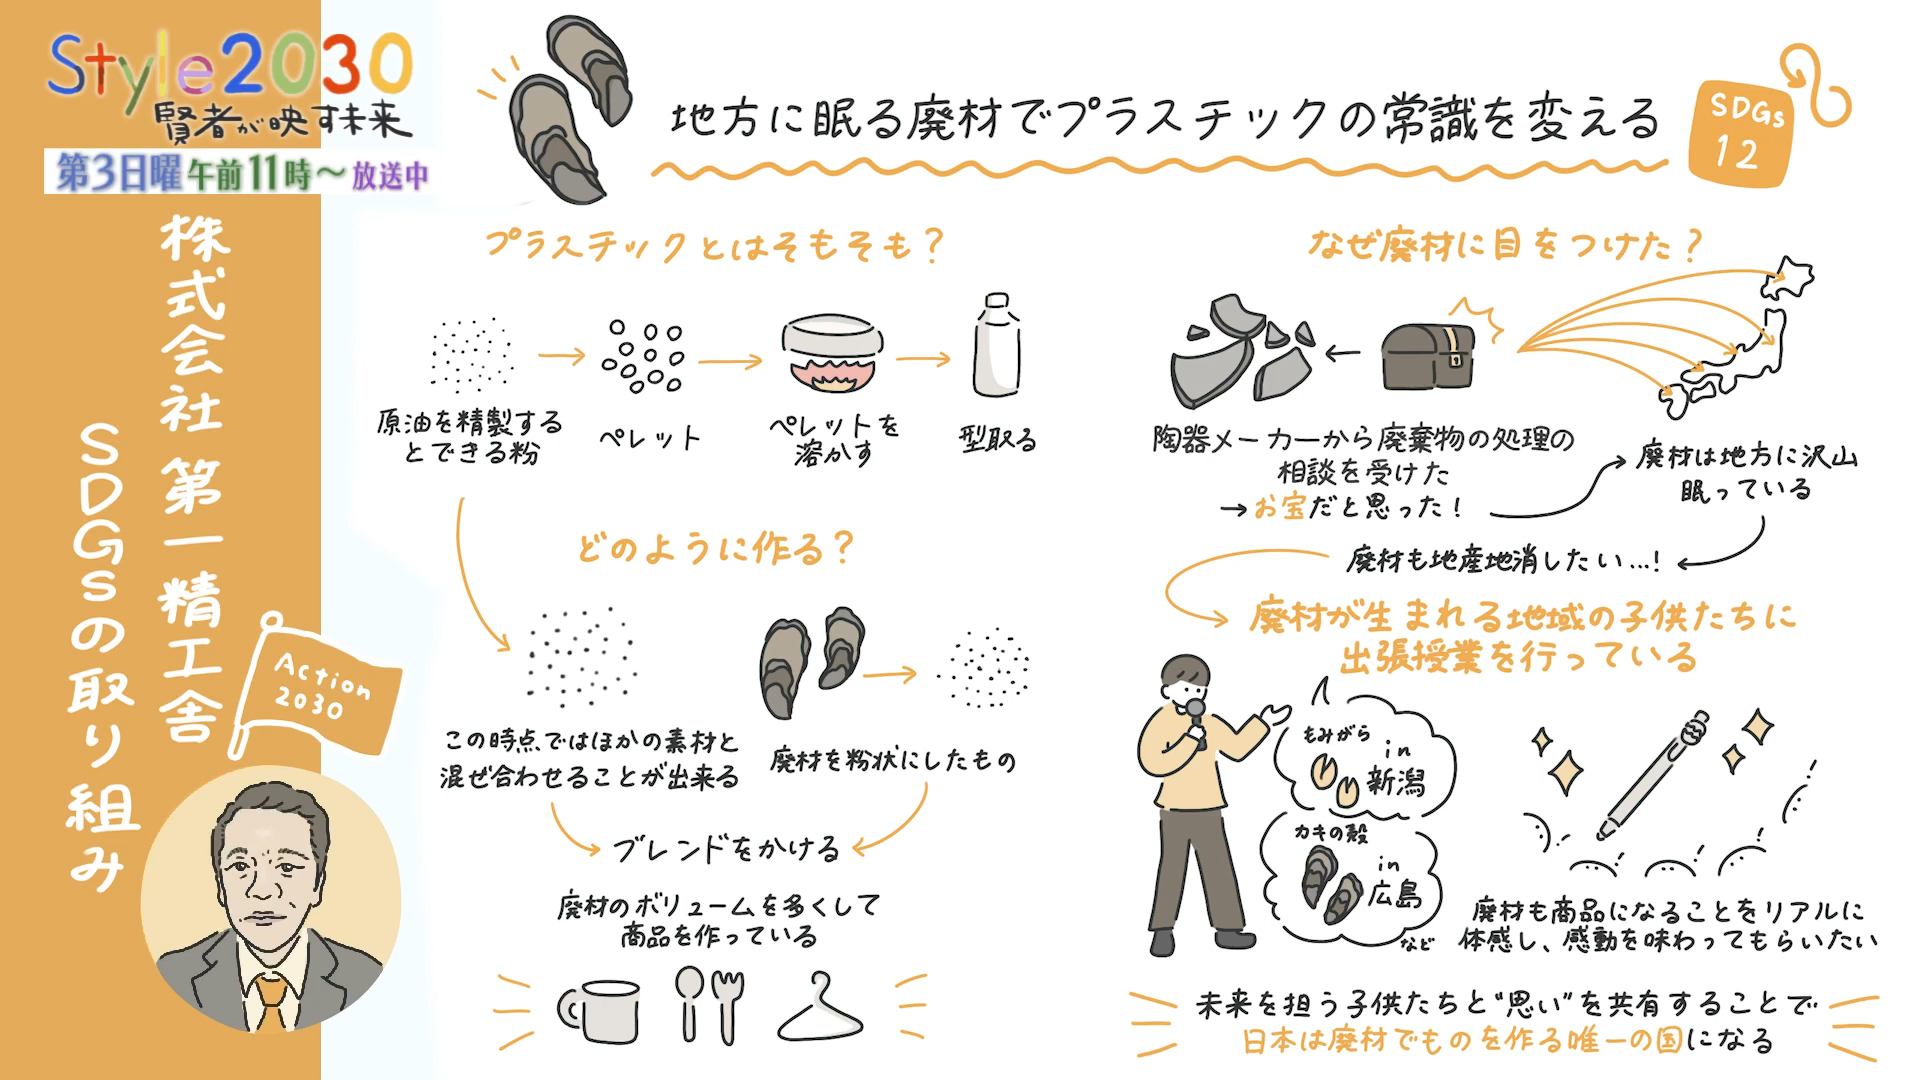 Style2030
賢者が映す未来
第3日曜 午前11時〜放送中
株式会社 第一精工舎
SDGsの取り組み
Action
2030
地方に眠る廃材でプラスチックの常識を変える
SDGs
12
プラスチックとはそもそも？
原油を精製する
とできる粉
ペレット
ペレットを
溶かす
型取る
どのように作る？
この時点ではほかの素材と
混ぜ合わせることが出来る
廃材を粉状にしたもの
ブレンドをかける
廃材のボリュームを多くして
商品を作っている
なぜ廃材に目をつけた？
陶器メーカーから廃棄物の処理の
相談を受けた
→お宝だと思った！
廃材は地方に沢山
眠っている
廃材も地産地消したい…！
廃材が生まれる地域の子供たちに
出張授業を行っている
もみがら
in
新潟
カキの殻
in
広島
など
廃材も商品になることをリアルに
体感し、感動を味わってもらいたい
未来を担う子供たちと“思い”を共有することで
日本は廃材でものを作る唯一の国になる